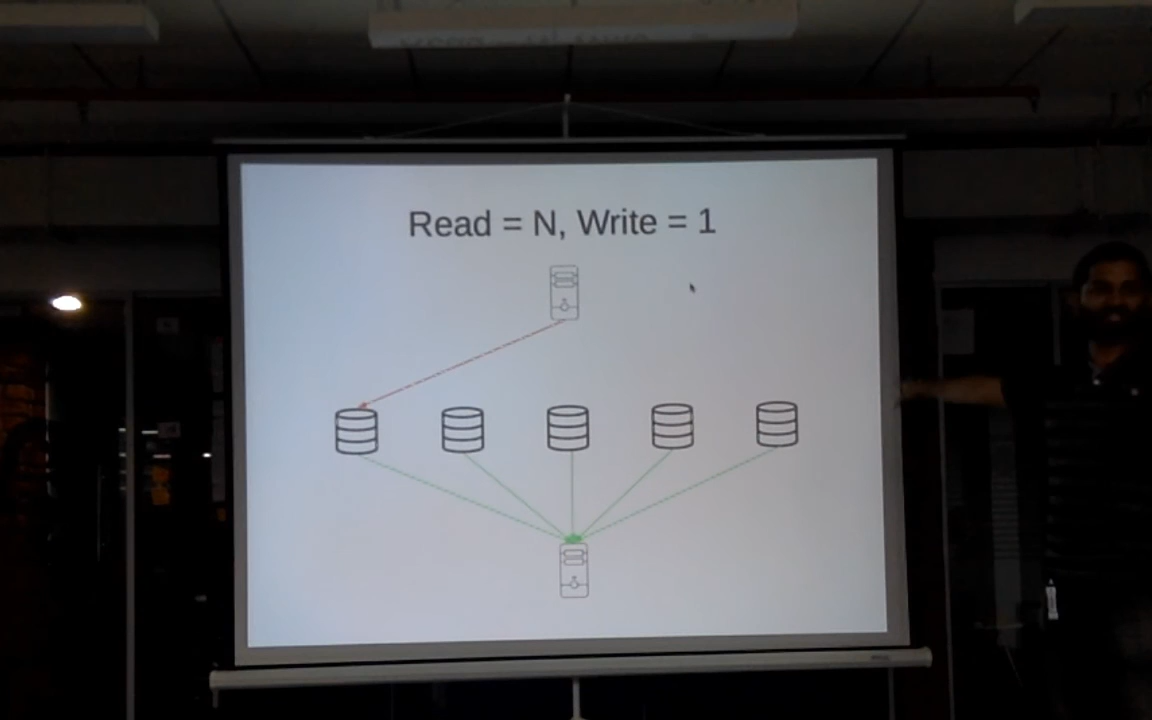 Read = N, Write = 1